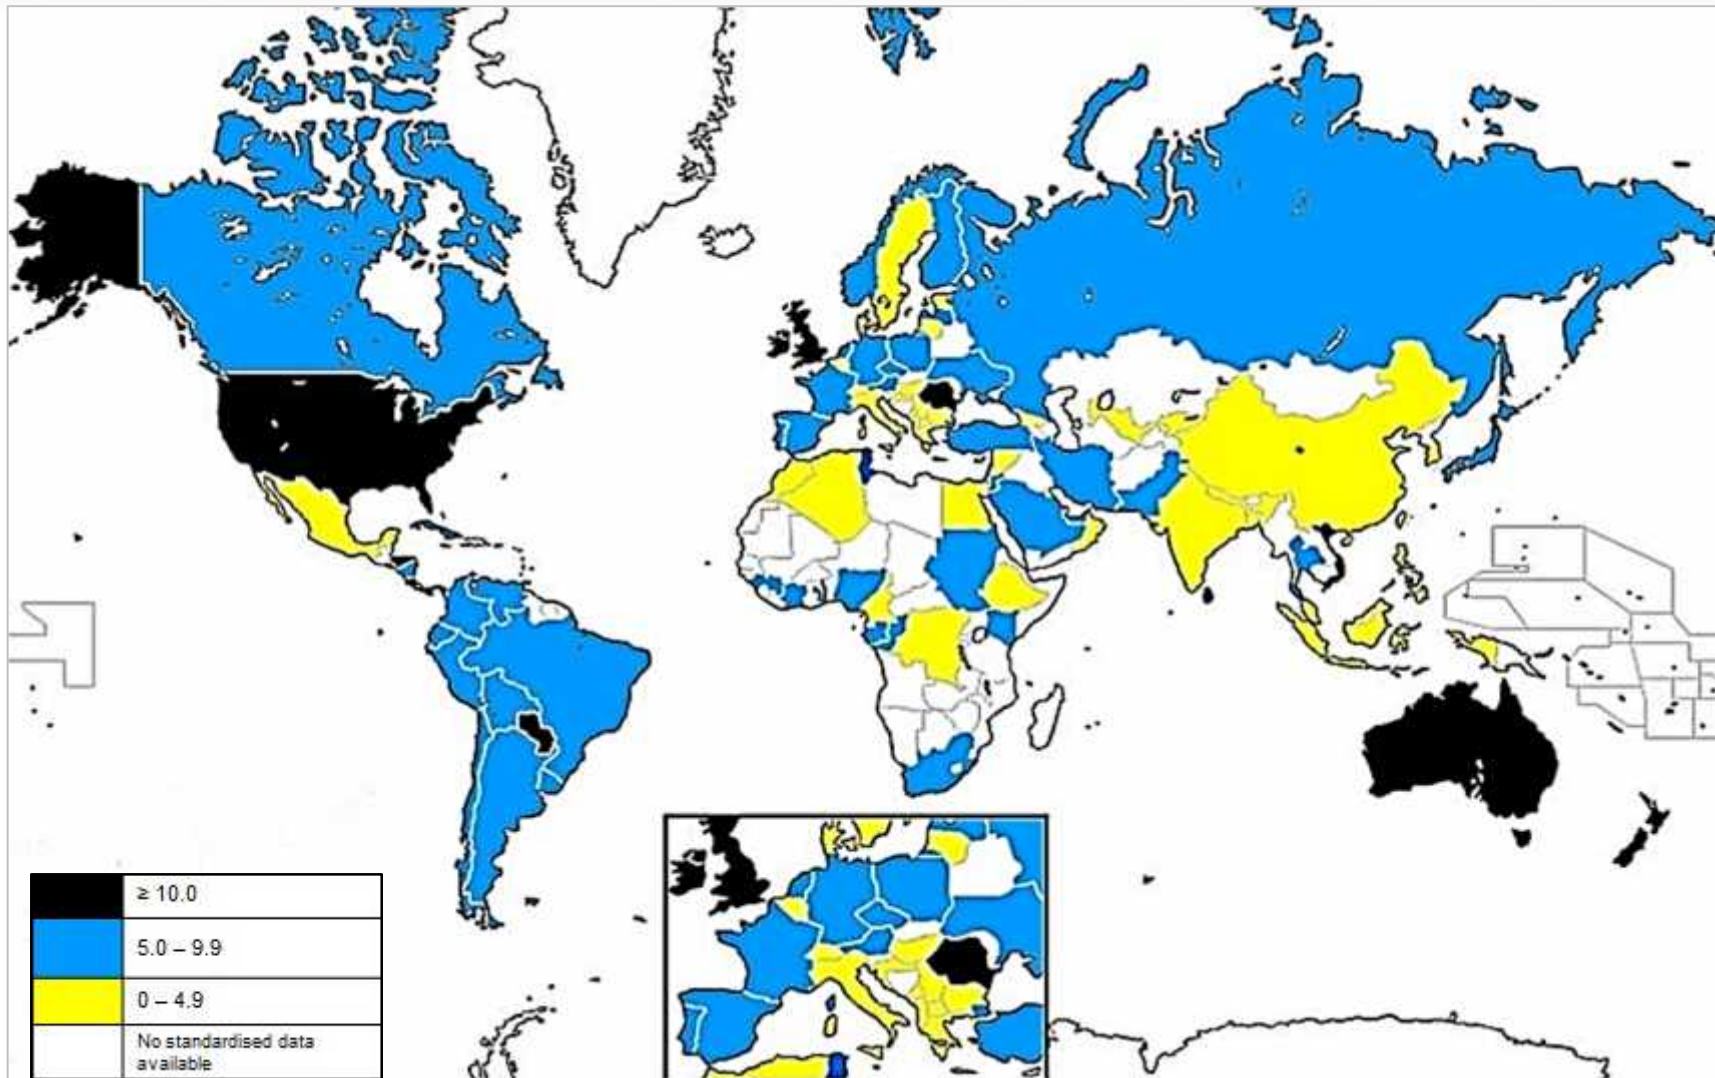 ≥ 10.0
5.0 – 9.9
0 – 4.9
No standardised data
available